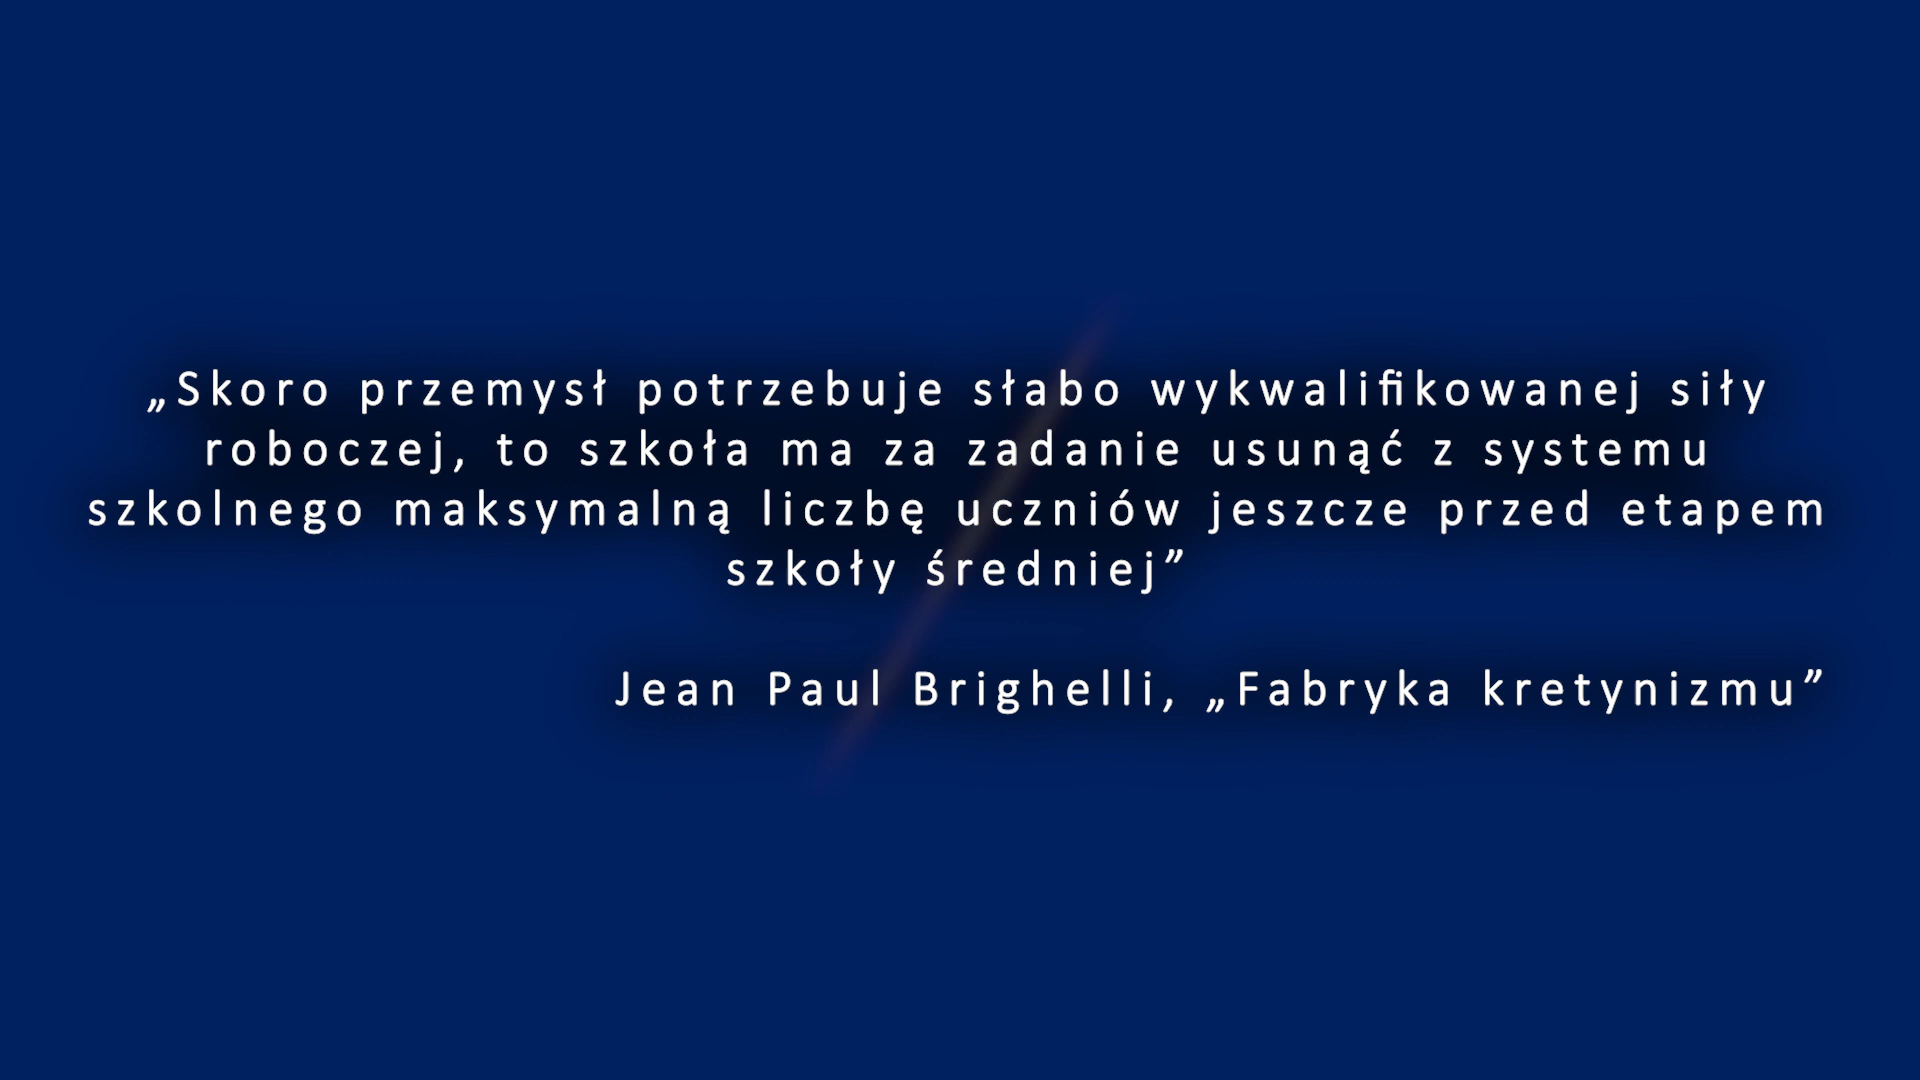 „Skoro przemysł potrzebuje słabo wykwalifikowanej siły
roboczej, to szkoła ma za zadanie usunąć z systemu
szkolnego maksymalną liczbę uczniów jeszcze przed etapem
szkoły średniej”
Jean Paul Brighelli, „Fabryka kretynizmu”